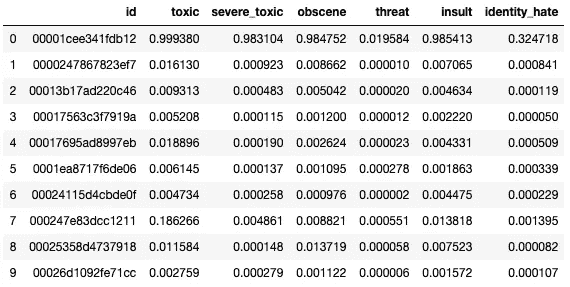 id toxic severe_toxic obscene threat insult identity_hate
0 00001cee341fdb12 0.999380 0.983104 0.984752 0.019584 0.985413 0.324718
1 0000247867823ef7 0.016130 0.000923 0.008662 0.000010 0.007065 0.000841
2 00013b17ad220c46 0.009313 0.000483 0.005042 0.000020 0.004634 0.000119
3 00017563c3f7919a 0.005208 0.000115 0.001200 0.000012 0.002220 0.000050
4 00017695ad8997eb 0.018896 0.000190 0.002624 0.000023 0.004331 0.000509
5 0001ea8717f6de06 0.006145 0.000137 0.001095 0.000278 0.001863 0.000339
6 00024115d4cbde0f 0.004734 0.000258 0.000976 0.000002 0.004475 0.000229
7 000247e83dcc1211 0.186266 0.004861 0.008821 0.000551 0.013818 0.001395
8 00025358d4737918 0.011584 0.000148 0.013719 0.000058 0.007523 0.000082
9 00026d1092fe71cc 0.002759 0.000279 0.001122 0.000006 0.001572 0.000107